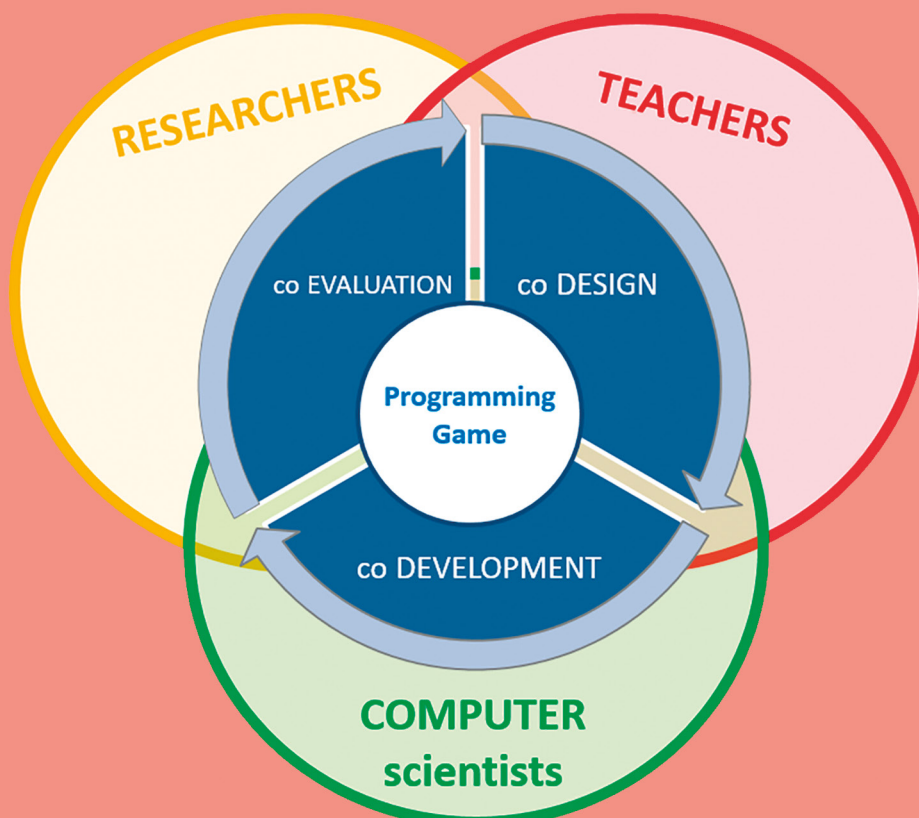 RESEARCHERS
TEACHERS
co EVALUATION
co DESIGN
Programming
Game
co DEVELOPMENT
COMPUTER
scientists